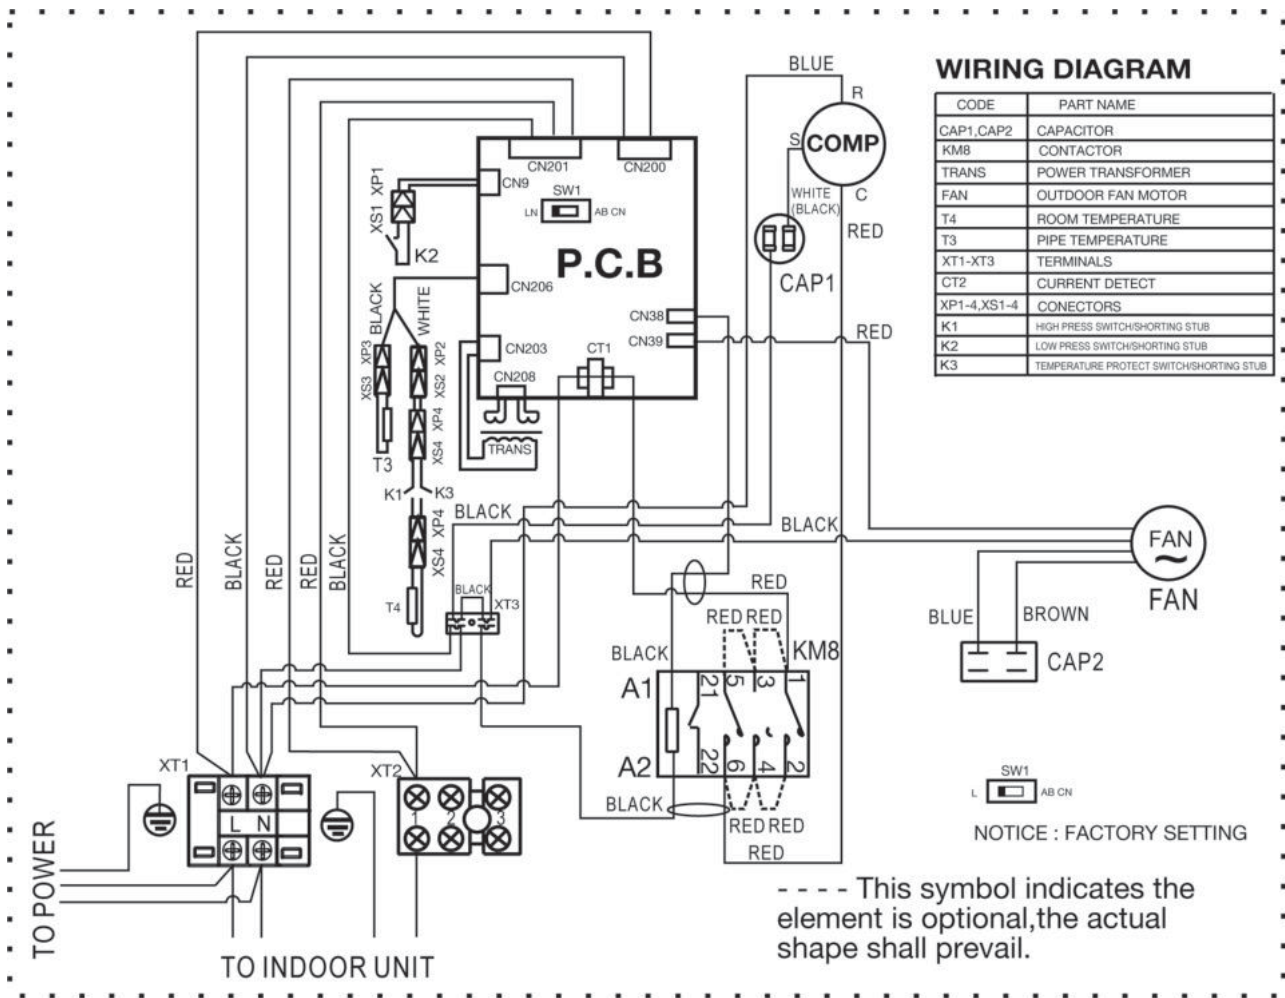 WIRING DIAGRAM
CODE PART NAME
CAP1,CAP2 CAPACITOR
KM8 CONTACTOR
TRANS POWER TRANSFORMER
FAN OUTDOOR FAN MOTOR
T4 ROOM TEMPERATURE
T3 PIPE TEMPERATURE
XT1-XT3 TERMINALS
CT2 CURRENT DETECT
XP1-4,XS1-4 CONECTORS
K1 HIGH PRESS SWITCH/SHORTING STUB
K2 LOW PRESS SWITCH/SHORTING STUB
K3 TEMPERATURE PROTECT SWITCH/SHORTING STUB
BLUE
R
COMP
S
C
WHITE
(BLACK)
RED
CAP1
CN201
CN200
CN9
SW1
LN AB CN
P.C.B
CN206
CN38
CN39
CN203
CT1
CN208
TRANS
XS1 XP1
K2
BLACK
WHITE
XS3 XP3
XS2 XP2
XS4 XP4
T3
K1 K3
XS4 XP4
T4
RED
BLACK
RED
RED
BLACK
BLACK
BLACK
XT3
RED
BLACK
FAN
~
FAN
BLUE
BROWN
CAP2
RED
RED RED
KM8
BLACK
A1
21 5 3 1
A2
22 6 4 2
BLACK
RED RED
RED
XT1
L N
XT2
1 2 3
TO POWER
TO INDOOR UNIT
SW1
L AB CN
NOTICE : FACTORY SETTING
- - - - This symbol indicates the
element is optional,the actual
shape shall prevail.